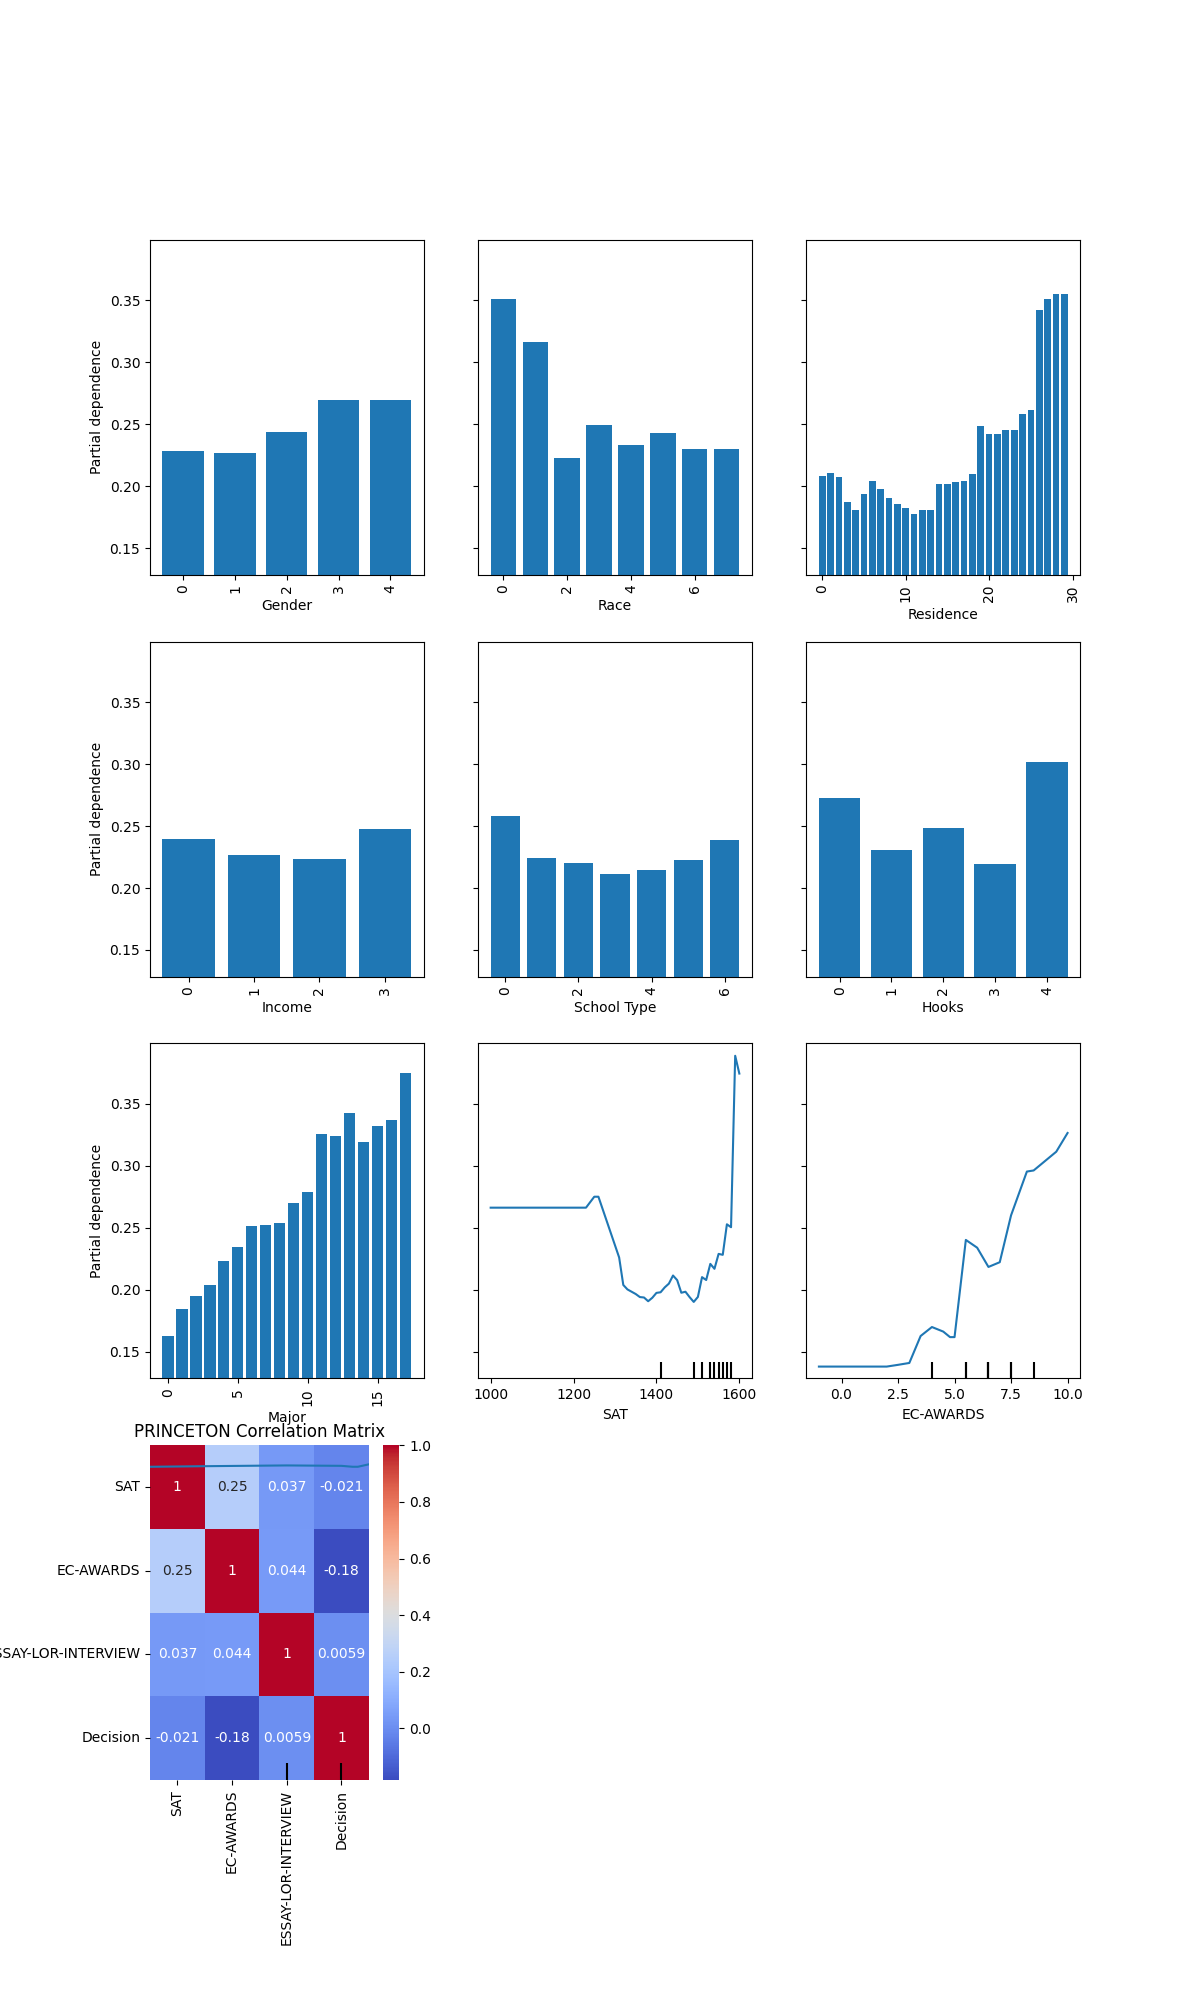 0.35
0.30
0.25
0.20
0.15
Partial dependence
0 1 2 3 4
Gender
0 2 4 6
Race
0 10 20 30
Residence
0.35
0.30
0.25
0.20
0.15
Partial dependence
0 1 2 3
Income
0 2 4 6
School Type
0 1 2 3 4
Hooks
0.35
0.30
0.25
0.20
0.15
Partial dependence
0 5 10 15
Major
1000 1200 1400 1600
SAT
0.0 2.5 5.0 7.5 10.0
EC-AWARDS
PRINCETON Correlation Matrix
SAT 1 0.25 0.037 -0.021
EC-AWARDS 0.25 1 0.044 -0.18
SSAY-LOR-INTERVIEW 0.037 0.044 1 0.0059
Decision -0.021 -0.18 0.0059 1
SAT
EC-AWARDS
ESSAY-LOR-INTERVIEW
Decision
1.0
0.8
0.6
0.4
0.2
0.0